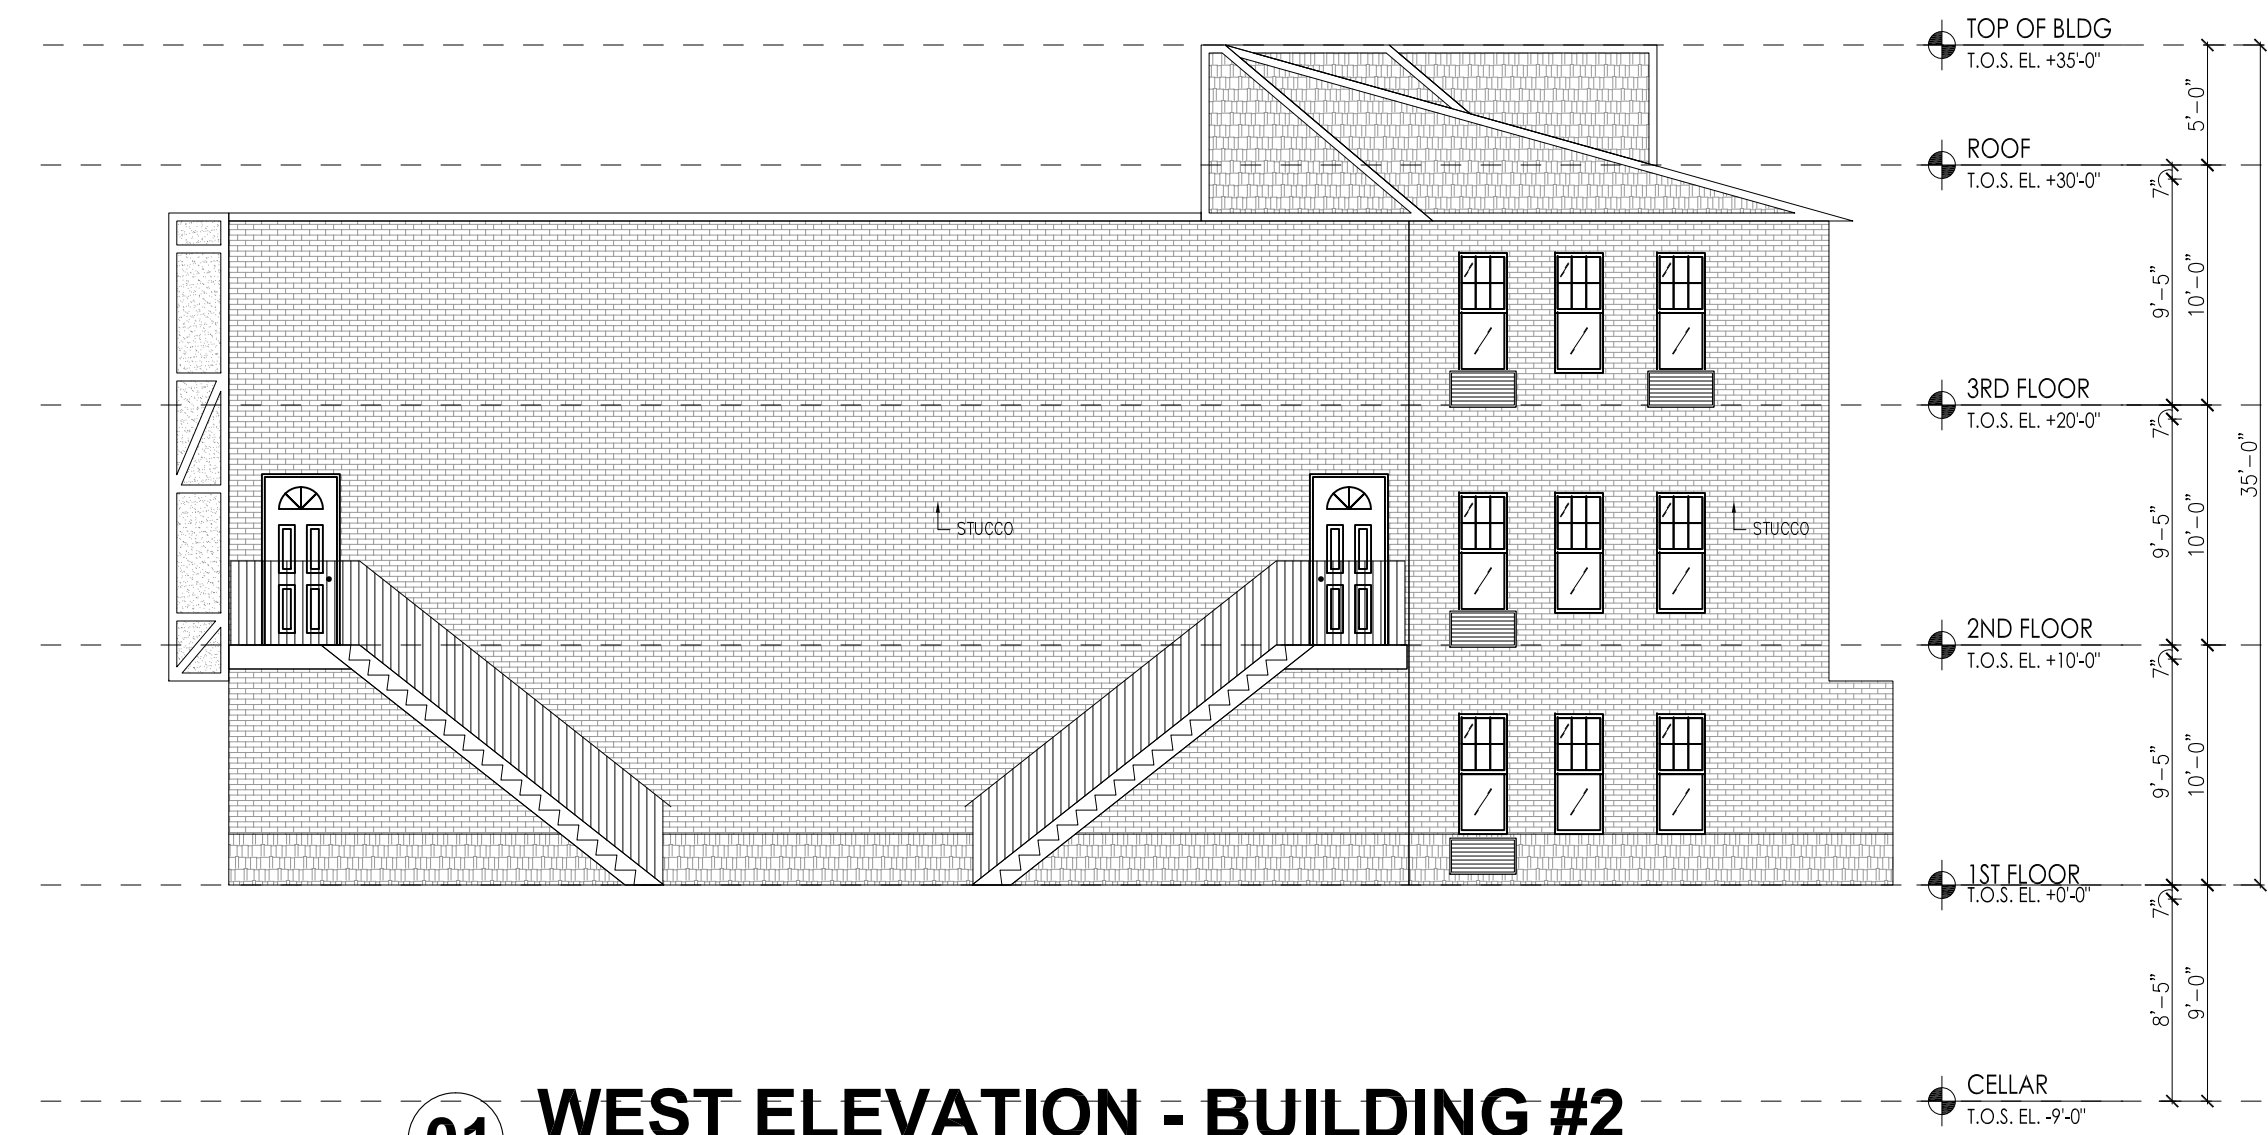 TOP OF BLDG
T.O.S. EL. +35'-0"
5'-0"
ROOF
T.O.S. EL. +30'-0"
7"
9'-5"
10'-0"
3RD FLOOR
T.O.S. EL. +20'-0"
7"
35'-0"
STUCCO
STUCCO
9'-5"
10'-0"
2ND FLOOR
T.O.S. EL. +10'-0"
7"
9'-5"
10'-0"
1ST FLOOR
T.O.S. EL. +0'-0"
7"
8'-5"
9'-0"
CELLAR
T.O.S. EL. -9'-0"
01
WEST ELEVATION - BUILDING #2